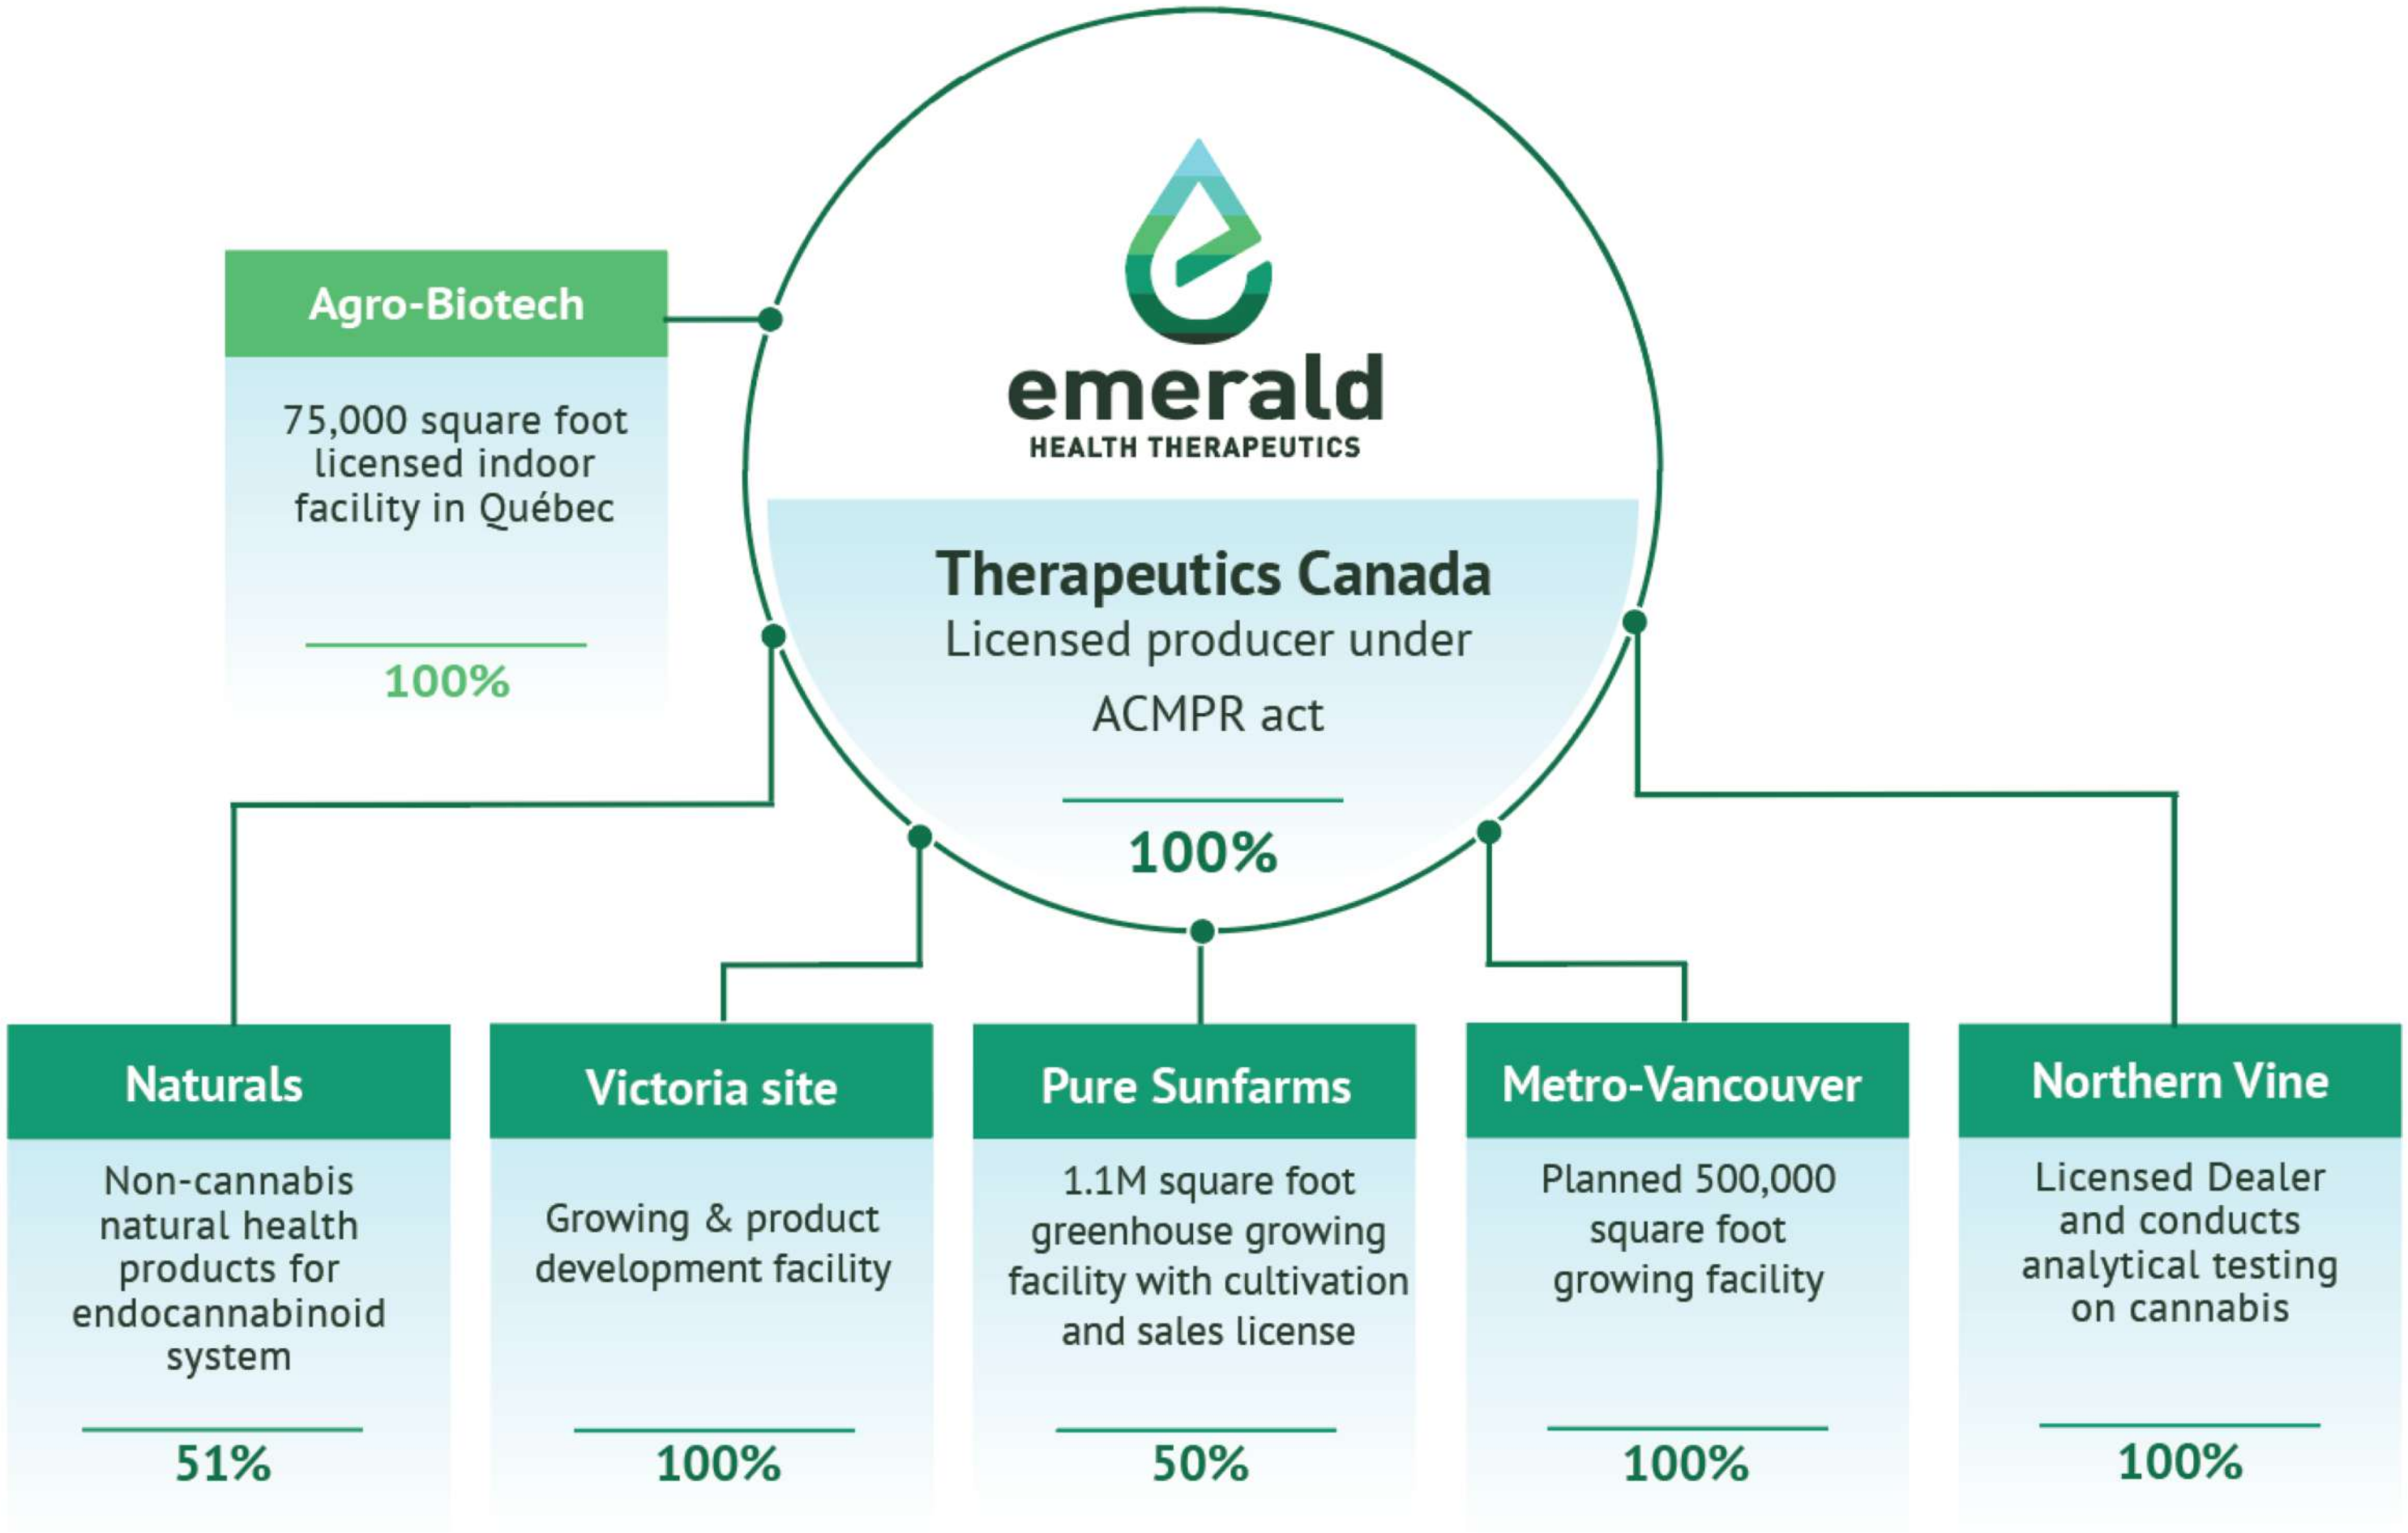 emerald
HEALTH THERAPEUTICS
Therapeutics Canada
Licensed producer under
ACMPR act
100%
Agro-Biotech
75,000 square foot
licensed indoor
facility in Québec
100%
Naturals
Non-cannabis
natural health
products for
endocannabinoid
system
51%
Victoria site
Growing & product
development facility
100%
Pure Sunfarms
1.1M square foot
greenhouse growing
facility with cultivation
and sales license
50%
Metro-Vancouver
Planned 500,000
square foot
growing facility
100%
Northern Vine
Licensed Dealer
and conducts
analytical testing
on cannabis
100%